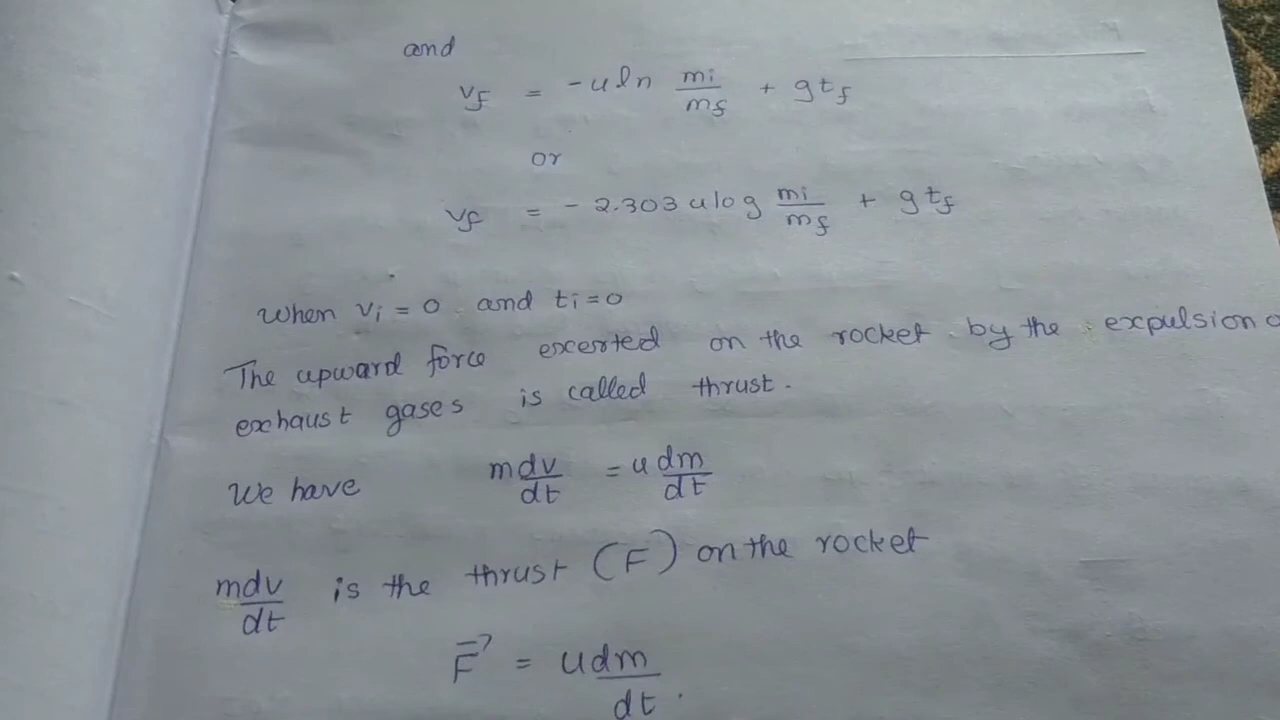 and
vf = -u ln mi/mf + gtf
or
vf = - 2.303 u log mi/mf + gtf
when vi = 0 and ti = 0
The upward force excerted on the rocket by the expulsion o
exhaust gases is called thrust.
We have mdv/dt = u dm/dt
mdv/dt is the thrust (F) on the rocket
F⃗ = udm/dt.